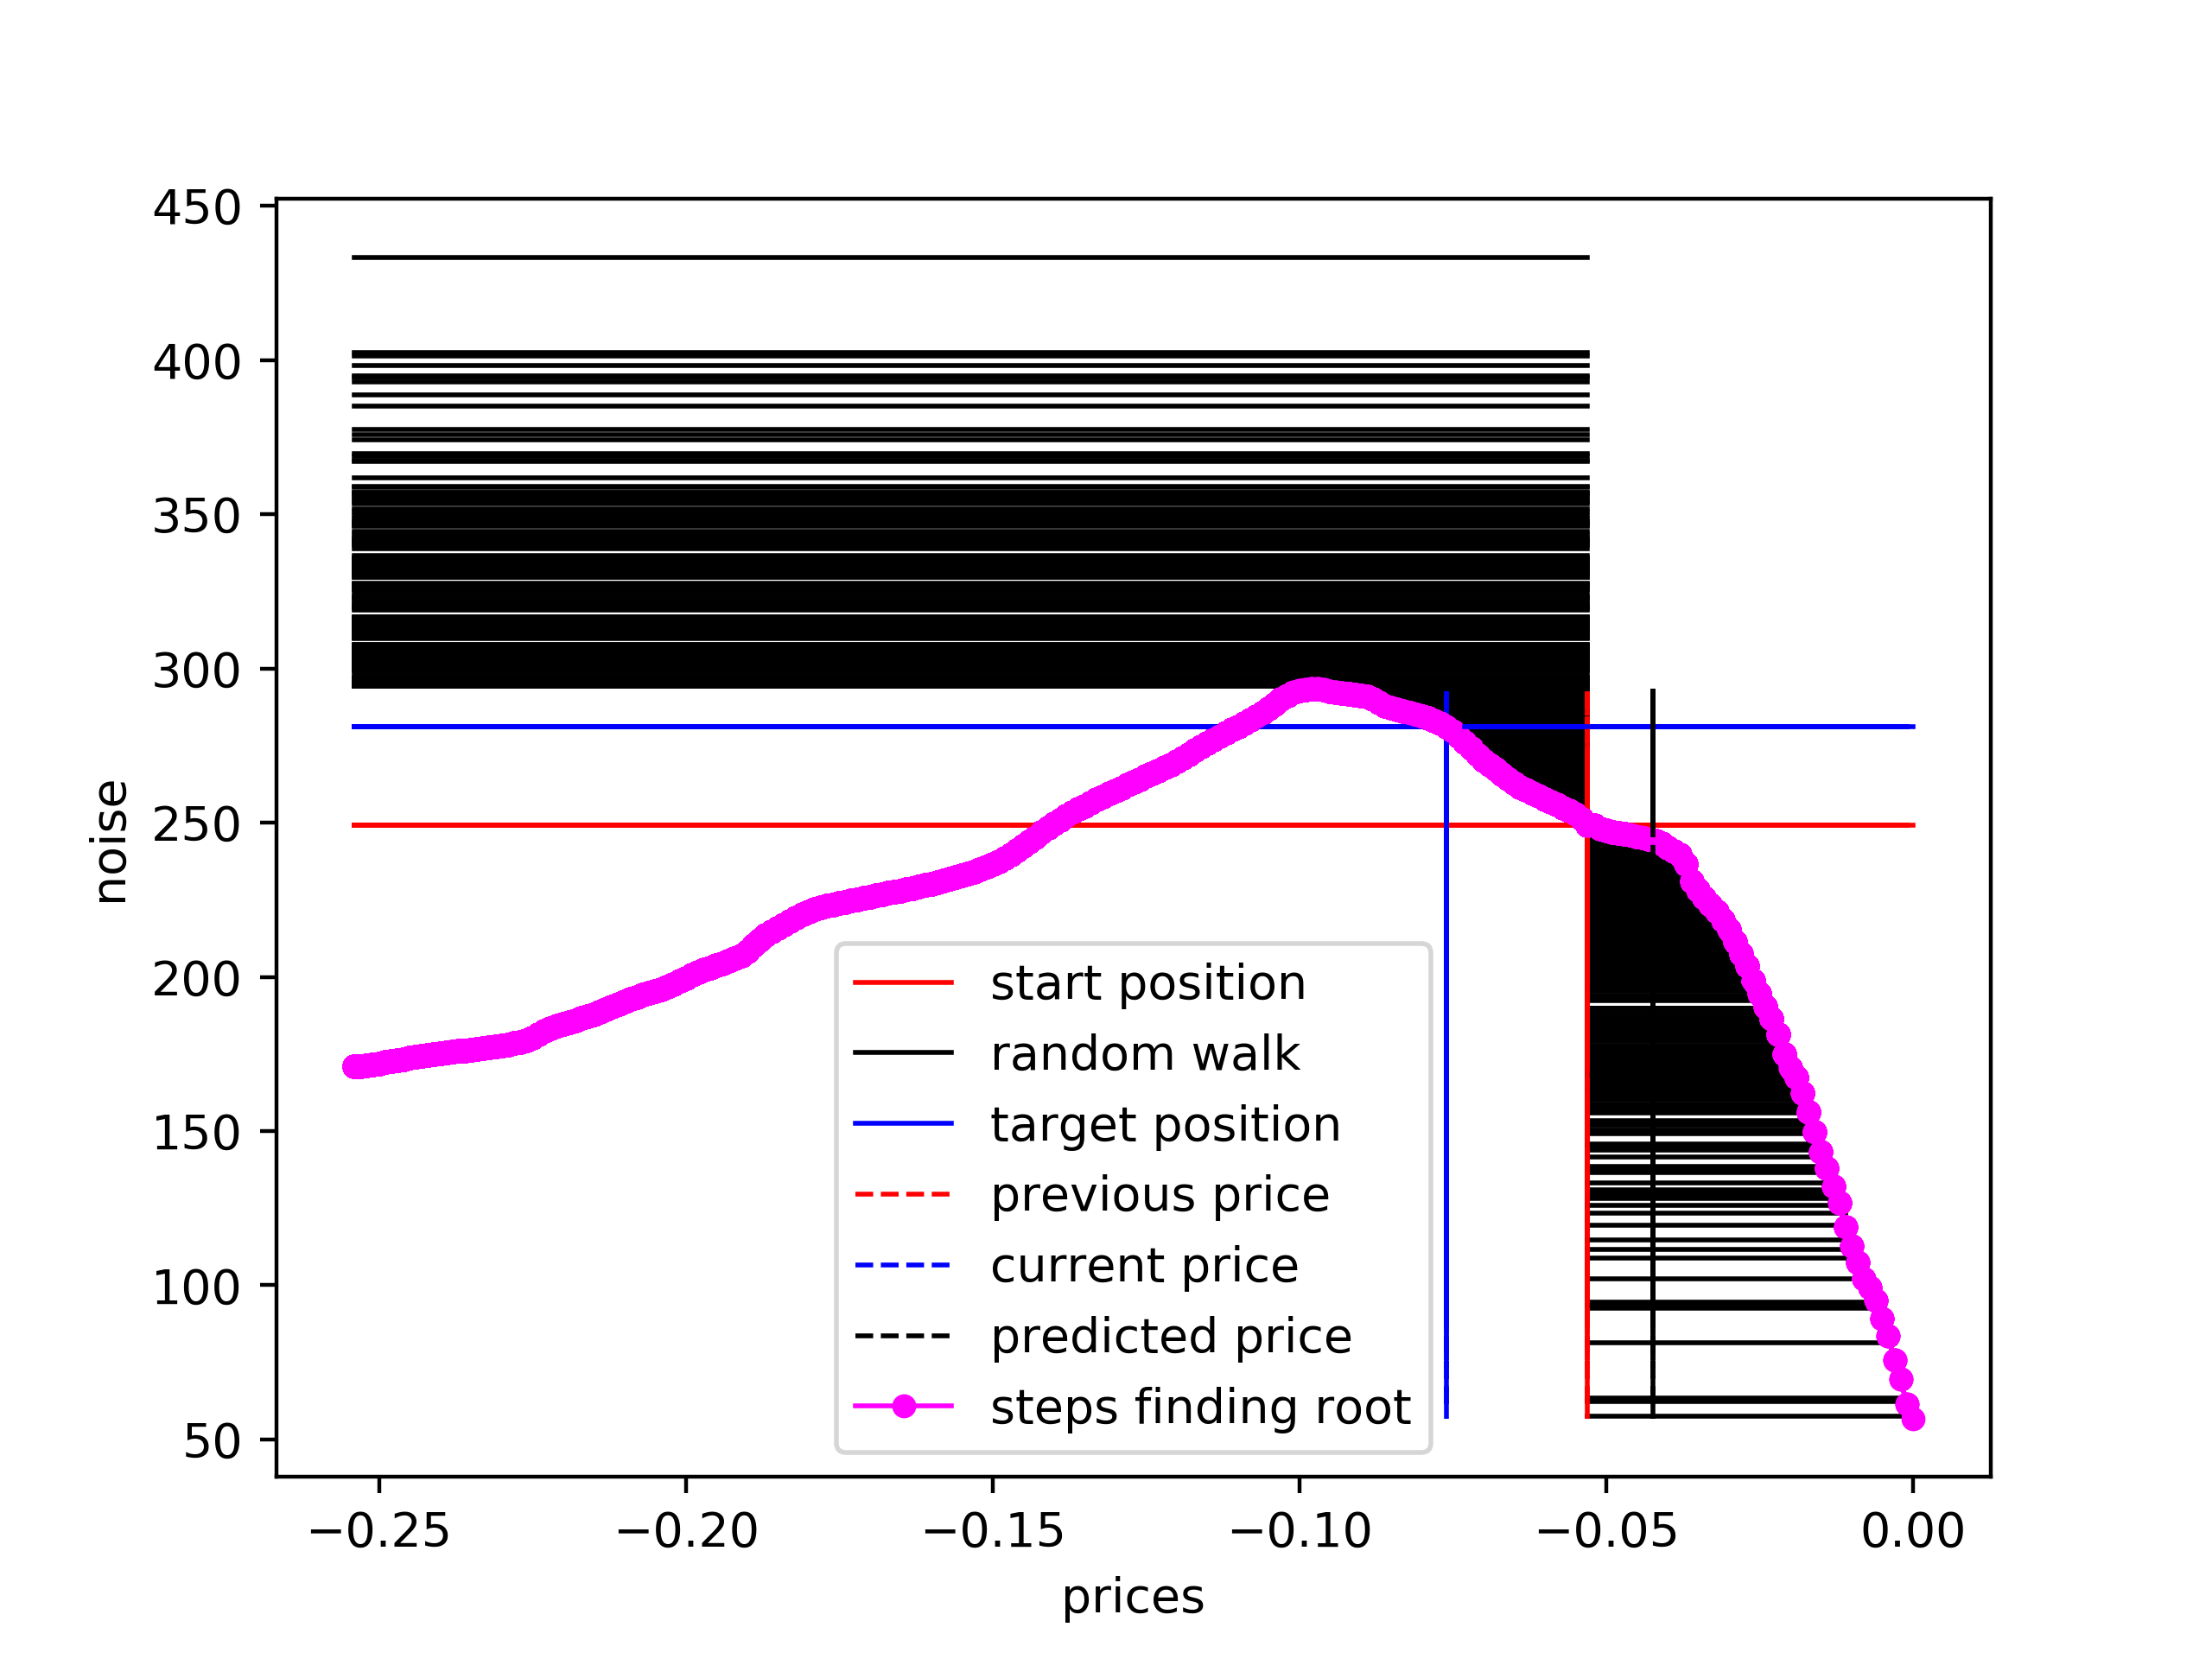 450
400
350
300
250
200
150
100
50
noise
start position
random walk
target position
previous price
current price
predicted price
steps finding root
−0.25 −0.20 −0.15 −0.10 −0.05 0.00
prices